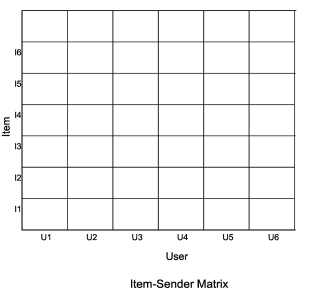 I6
I5
I4
I3
I2
I1
Item
U1 U2 U3 U4 U5 U6
User
Item-Sender Matrix